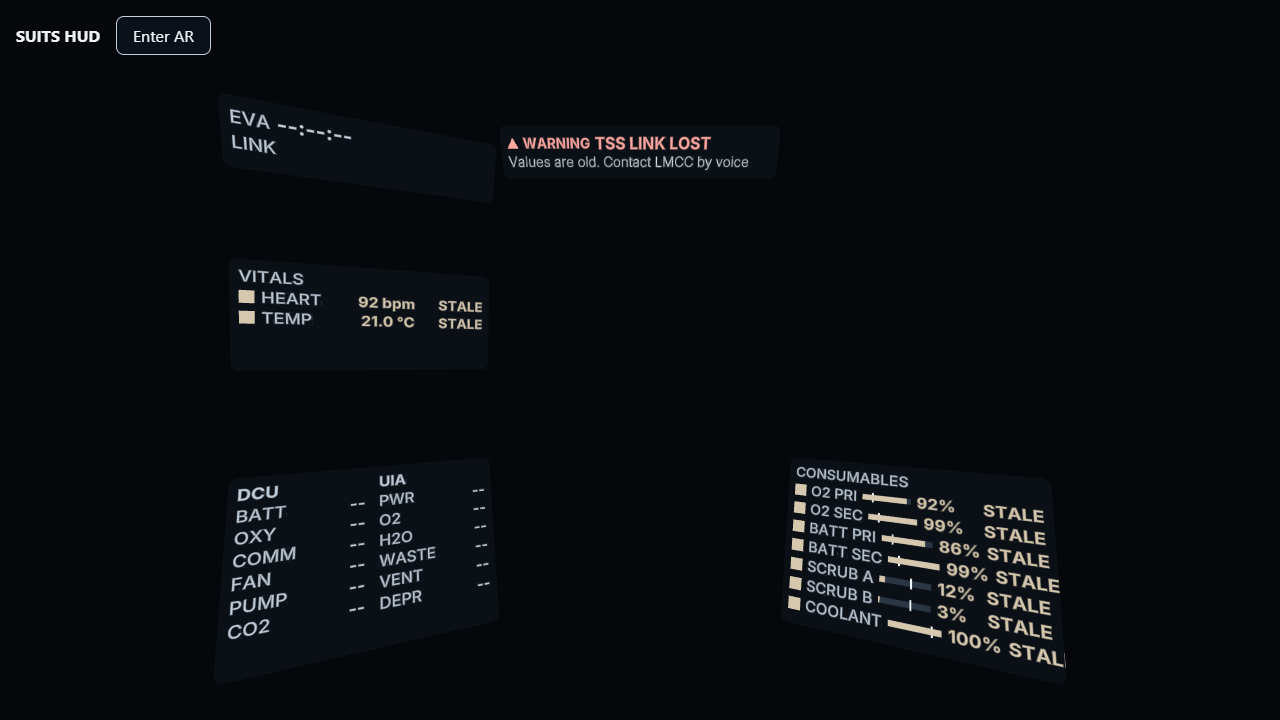 SUITS HUD Enter AR
EVA --:--:--
LINK
▲ WARNING TSS LINK LOST
Values are old. Contact LMCC by voice
VITALS
HEART 92 bpm STALE
TEMP 21.0 °C STALE
DCU
BATT --
OXY --
COMM --
FAN --
PUMP --
CO2 --
UIA
PWR --
O2 --
H2O --
WASTE --
VENT --
DEPR --
CONSUMABLES
O2 PRI 92% STALE
O2 SEC 99% STALE
BATT PRI 86% STALE
BATT SEC 99% STALE
SCRUB A 12% STALE
SCRUB B 3% STALE
COOLANT 100% STAL